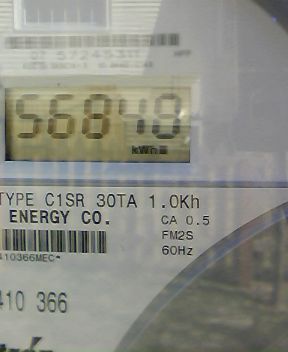 56848
kWh
TYPE C1SR 30TA 1.0Kh
ENERGY CO.
CA 0.5
FM2S
60Hz
410366MEC*
410 366